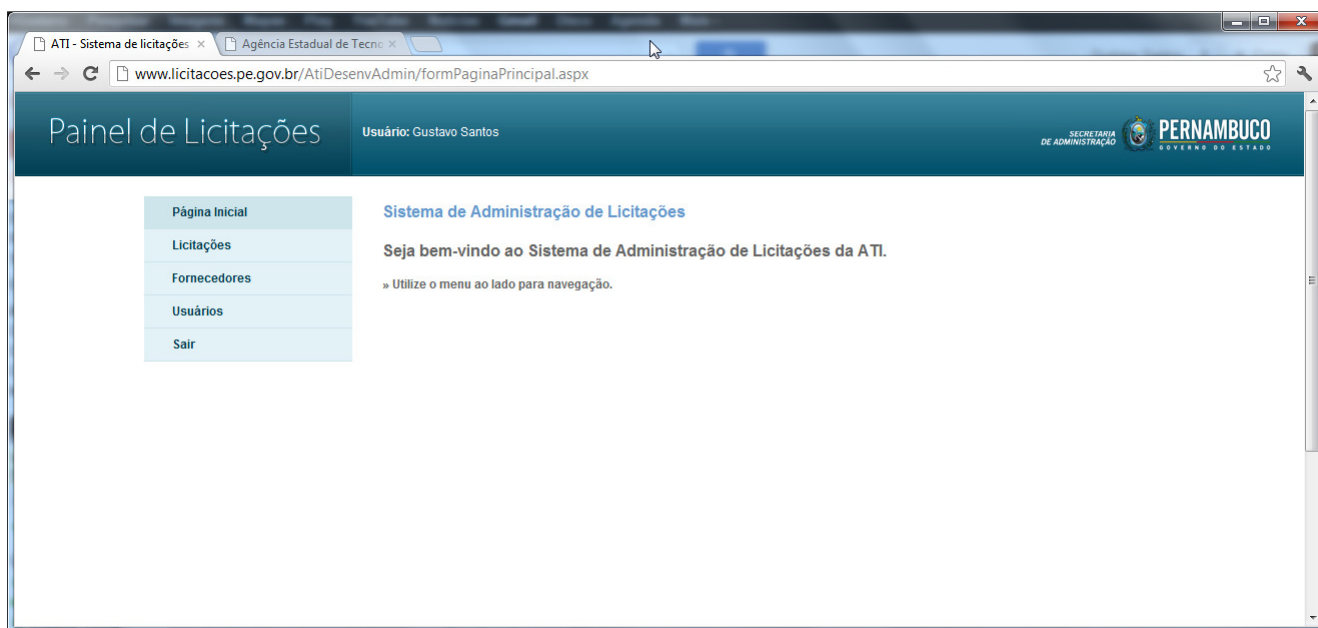 ATI - Sistema de licitações
Agência Estadual de Tecno
www.licitacoes.pe.gov.br/AtiDesenvAdmin/formPaginaPrincipal.aspx
Painel de Licitações
Usuário: Gustavo Santos
SECRETARIA
DE ADMINISTRAÇÃO
PERNAMBUCO
GOVERNO DO ESTADO
Página Inicial
Licitações
Fornecedores
Usuários
Sair
Sistema de Administração de Licitações
Seja bem-vindo ao Sistema de Administração de Licitações da ATI.
» Utilize o menu ao lado para navegação.